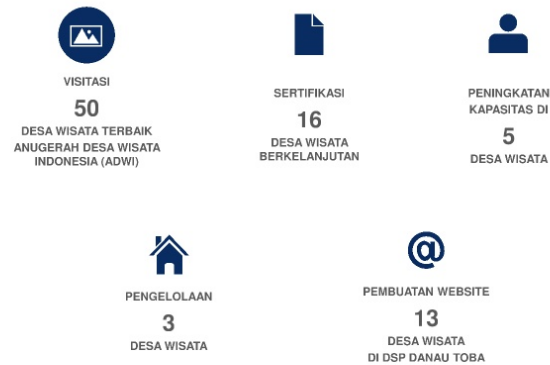 VISITASI
50
DESA WISATA TERBAIK
ANUGERAH DESA WISATA
INDONESIA (ADWI)
SERTIFIKASI
16
DESA WISATA
BERKELANJUTAN
PENINGKATAN
KAPASITAS DI
5
DESA WISATA
PENGELOLAAN
3
DESA WISATA
@
PEMBUATAN WEBSITE
13
DESA WISATA
DI DSP DANAU TOBA